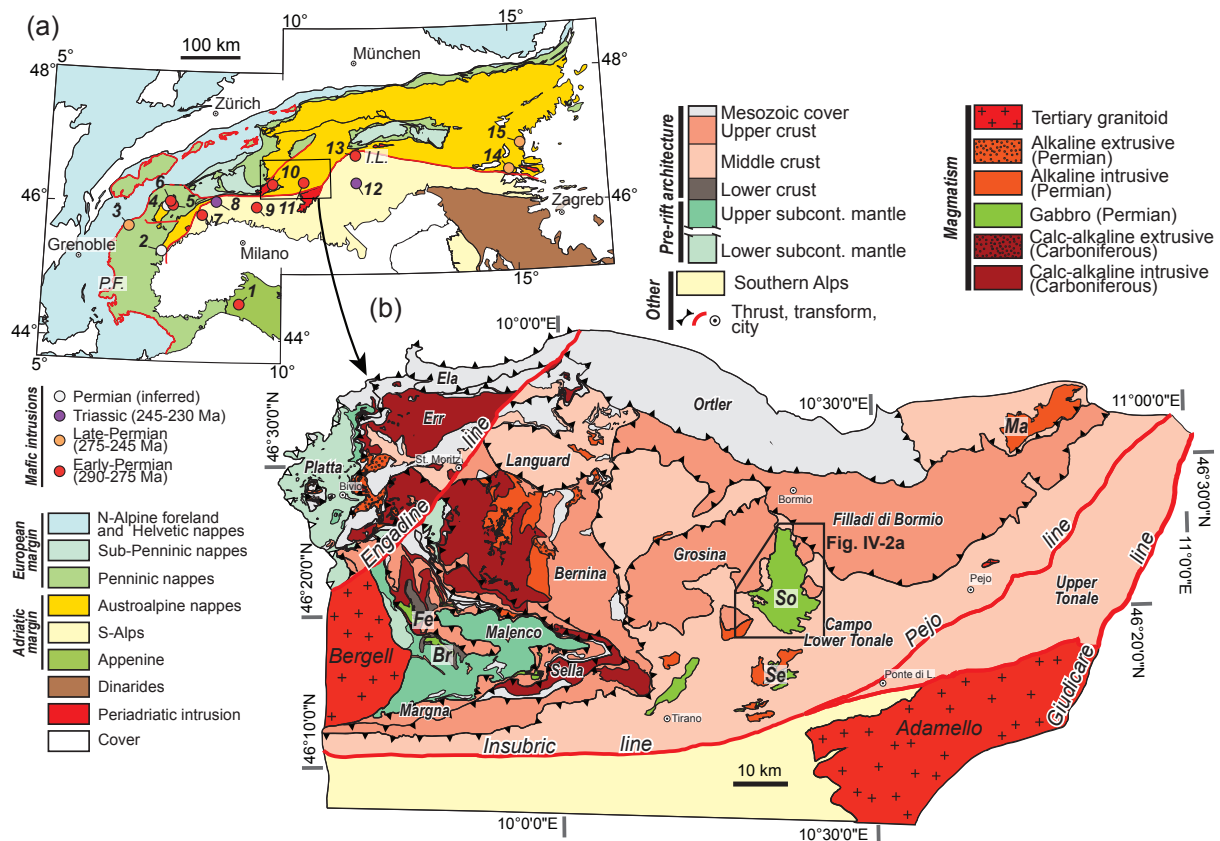 (a)
100 km
5°
10°
15°
48°
48°
München
Zürich
46°
46°
Grenoble
Milano
Zagreb
P.F.
I.L.
1
2
3
4
5
6
7
8
9
10
11
12
13
14
15
44°
44°
5°
10°
15°
Mafic intrusions
Permian (inferred)
Triassic (245-230 Ma)
Late-Permian
(275-245 Ma)
Early-Permian
(290-275 Ma)
European
margin
N-Alpine foreland
and Helvetic nappes
Sub-Penninic nappes
Penninic nappes
Adriatic
margin
Austroalpine nappes
S-Alps
Appenine
Dinarides
Periadriatic intrusion
Cover
Pre-rift architecture
Mesozoic cover
Upper crust
Middle crust
Lower crust
Upper subcont. mantle
Lower subcont. mantle
Other
Southern Alps
Thrust, transform,
city
Magmatism
Tertiary granitoid
Alkaline extrusive
(Permian)
Alkaline intrusive
(Permian)
Gabbro (Permian)
Calc-alkaline extrusive
(Carboniferous)
Calc-alkaline intrusive
(Carboniferous)
(b)
10°0'0"E
10°30'0"E
11°00'0"E
46°30'0"N
46°30'0"N
11°0'0"E
46°20'0"N
46°20'0"N
46°10'0"N
10°0'0"E
10°30'0"E
Ela
Err
Ortler
Ma
Platta
Bivio
St. Moritz
Languard
Engadine line
Bormio
Filladi di Bormio
Grosina
Fig. IV-2a
Bernina
So
Pejo
Pejo line
Upper
Tonale
Campo
Lower Tonale
Fe
Malenco
Br
Bergell
Sella
Se
Ponte di L.
Margna
Tirano
Giudicare line
Adamello
Insubric line
10 km